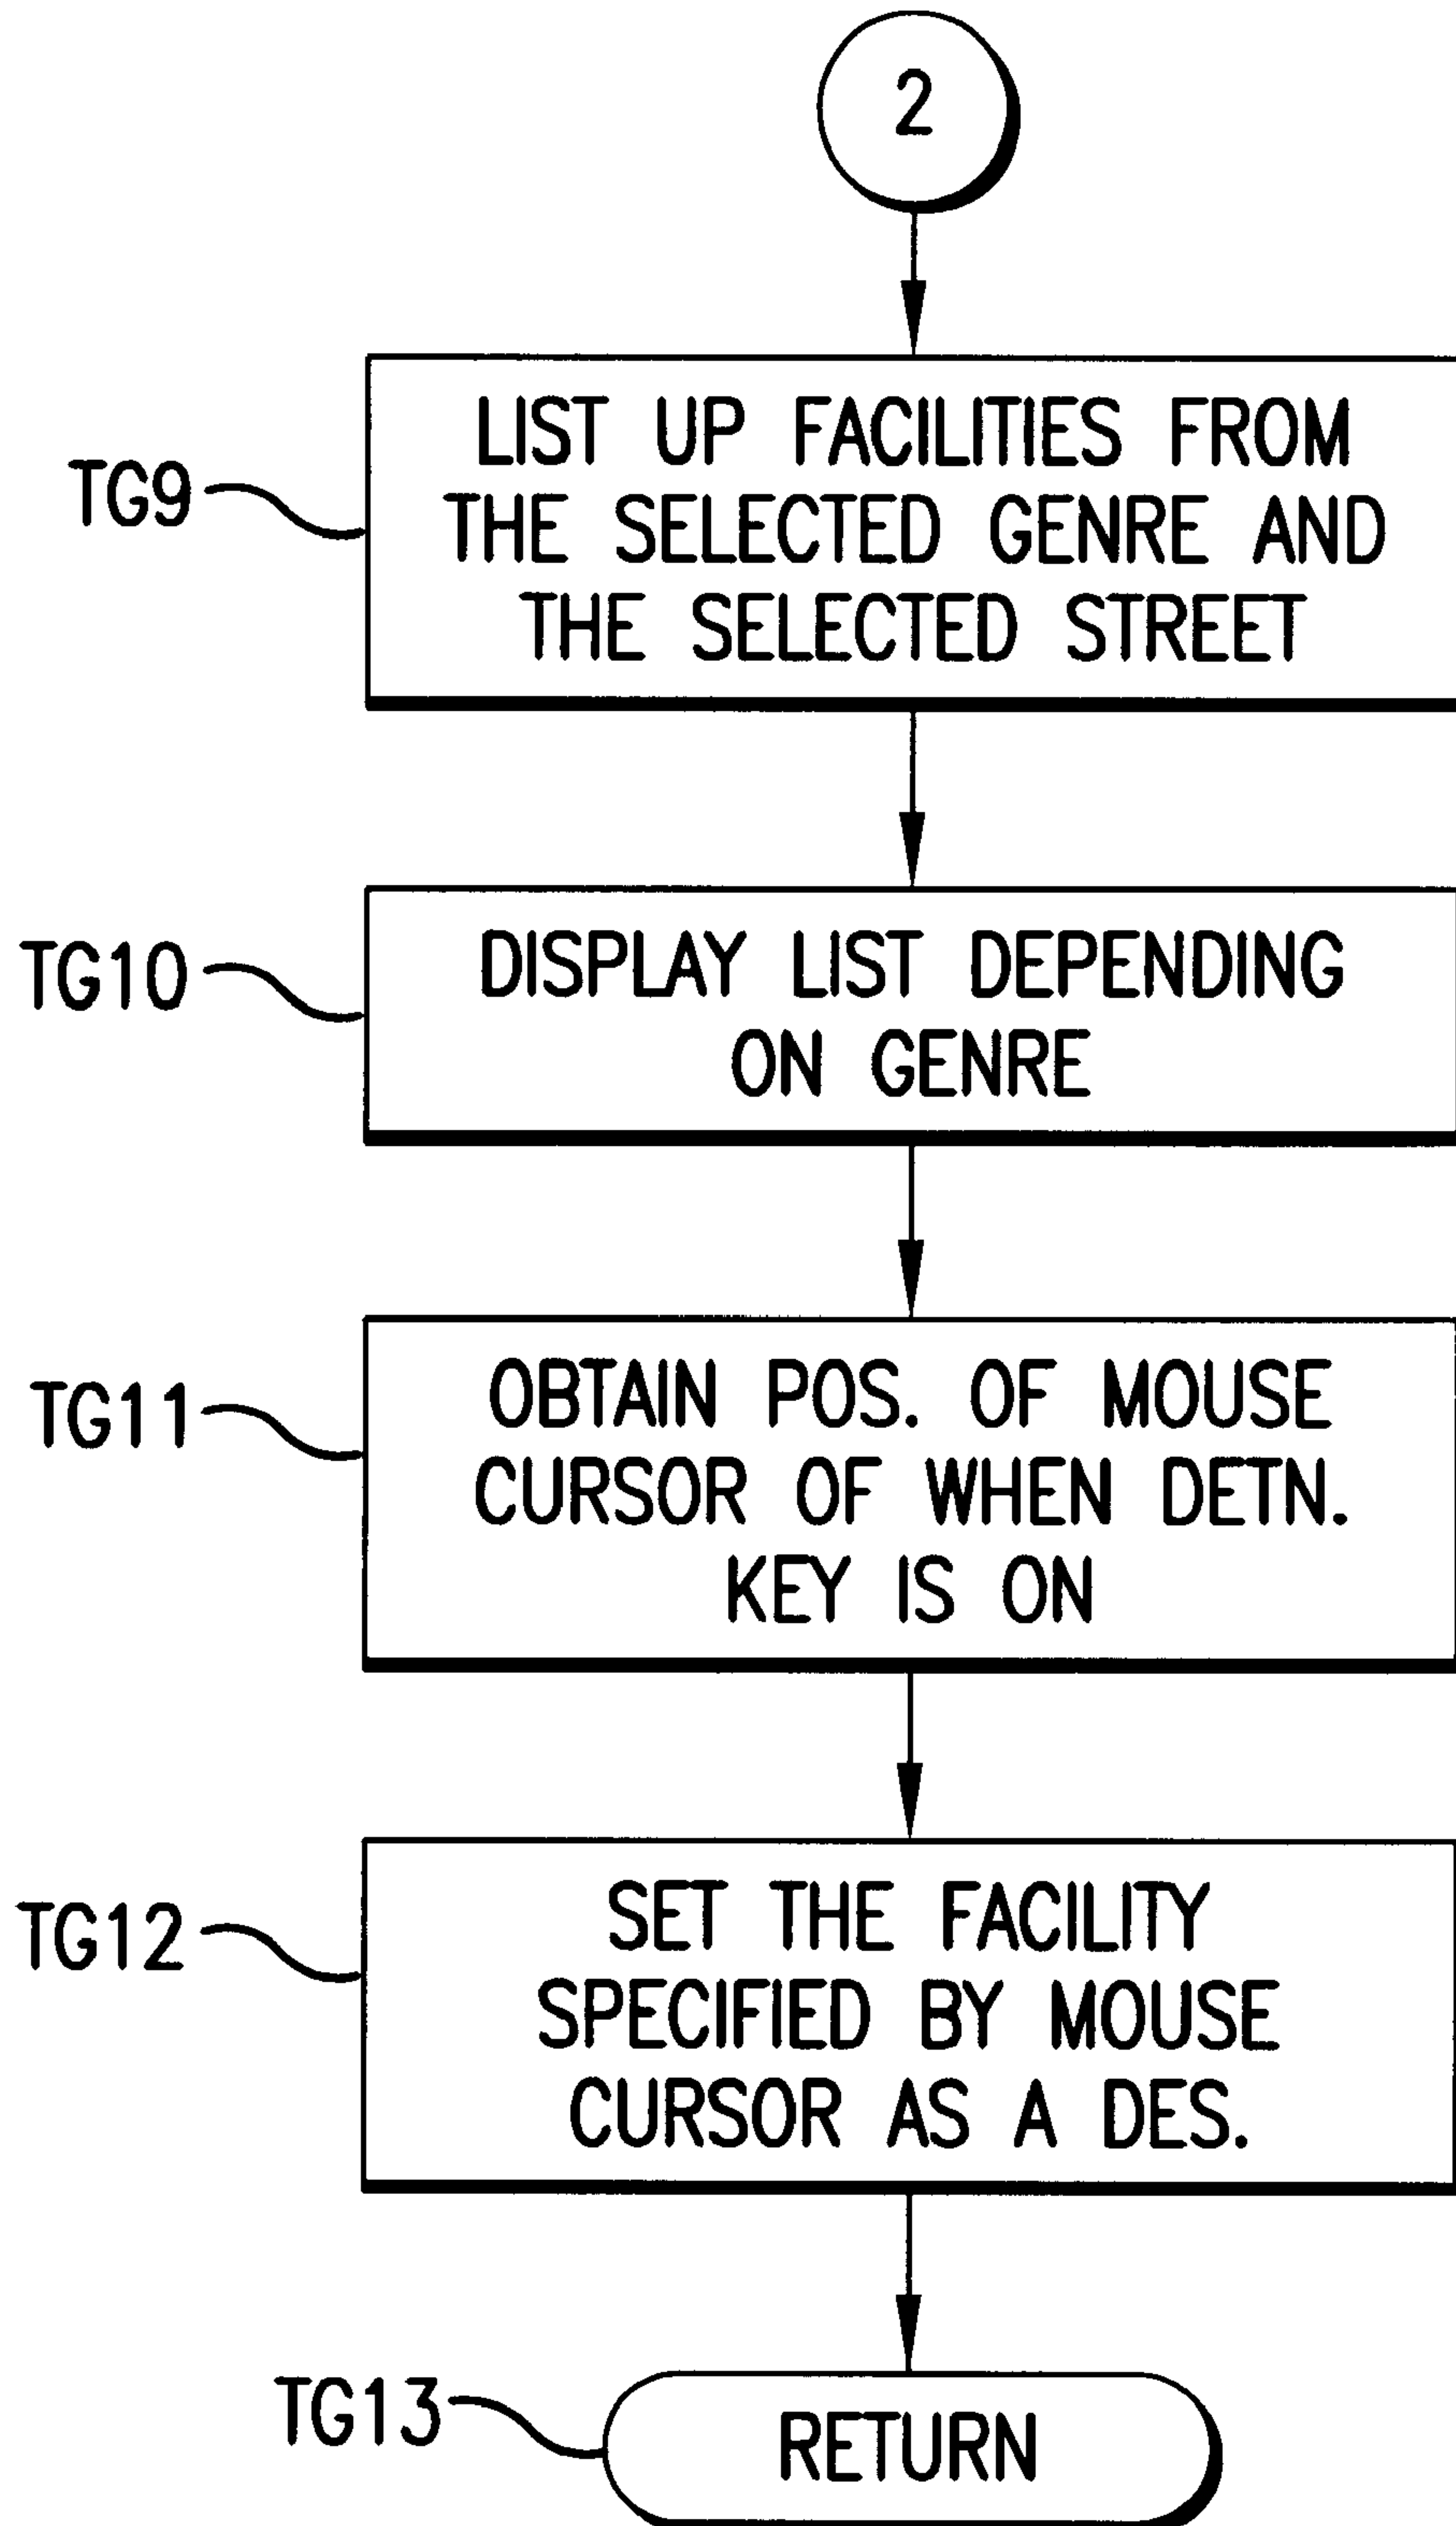 2
TG9
LIST UP FACILITIES FROM
THE SELECTED GENRE AND
THE SELECTED STREET
TG10
DISPLAY LIST DEPENDING
ON GENRE
TG11
OBTAIN POS. OF MOUSE
CURSOR OF WHEN DETN.
KEY IS ON
TG12
SET THE FACILITY
SPECIFIED BY MOUSE
CURSOR AS A DES.
TG13
RETURN